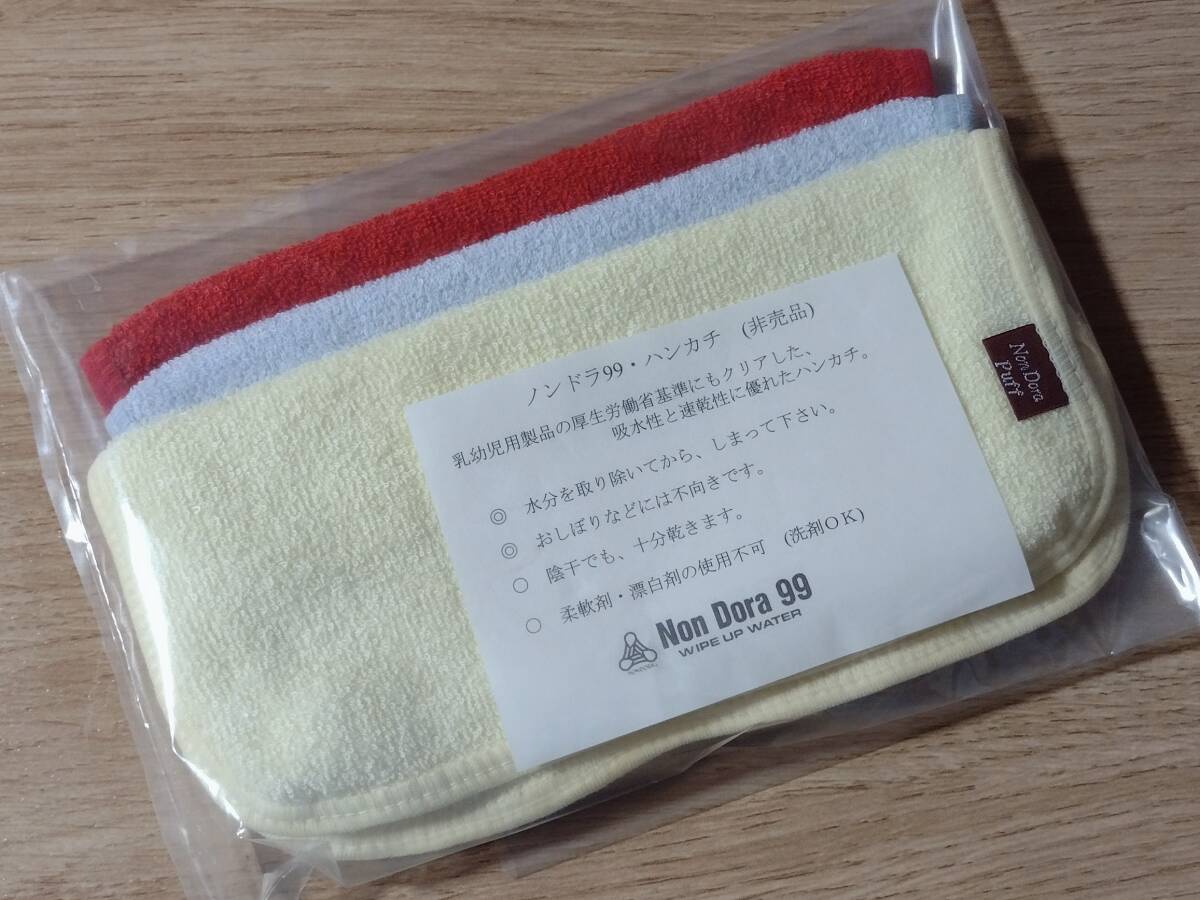 ノンドラ99・ハンカチ　(非売品)
乳幼児用製品の厚生労働省基準にもクリアした、
吸水性と速乾性に優れたハンカチ。
◎　水分を取り除いてから、しまって下さい。
◎　おしぼりなどには不向きです。
○　陰干でも、十分乾きます。
○　柔軟剤・漂白剤の使用不可　(洗剤OK)
Non Dora 99
WIPE UP WATER
NonDora
Puff